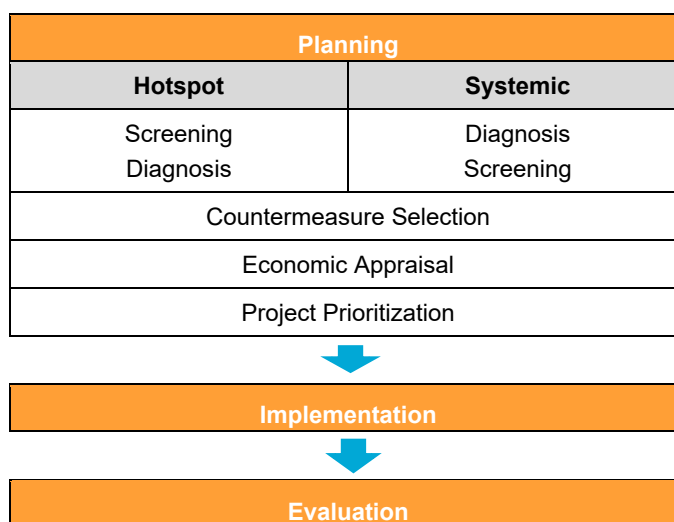 Planning
Hotspot
Systemic
Screening
Diagnosis
Diagnosis
Screening
Countermeasure Selection
Economic Appraisal
Project Prioritization
Implementation
Evaluation